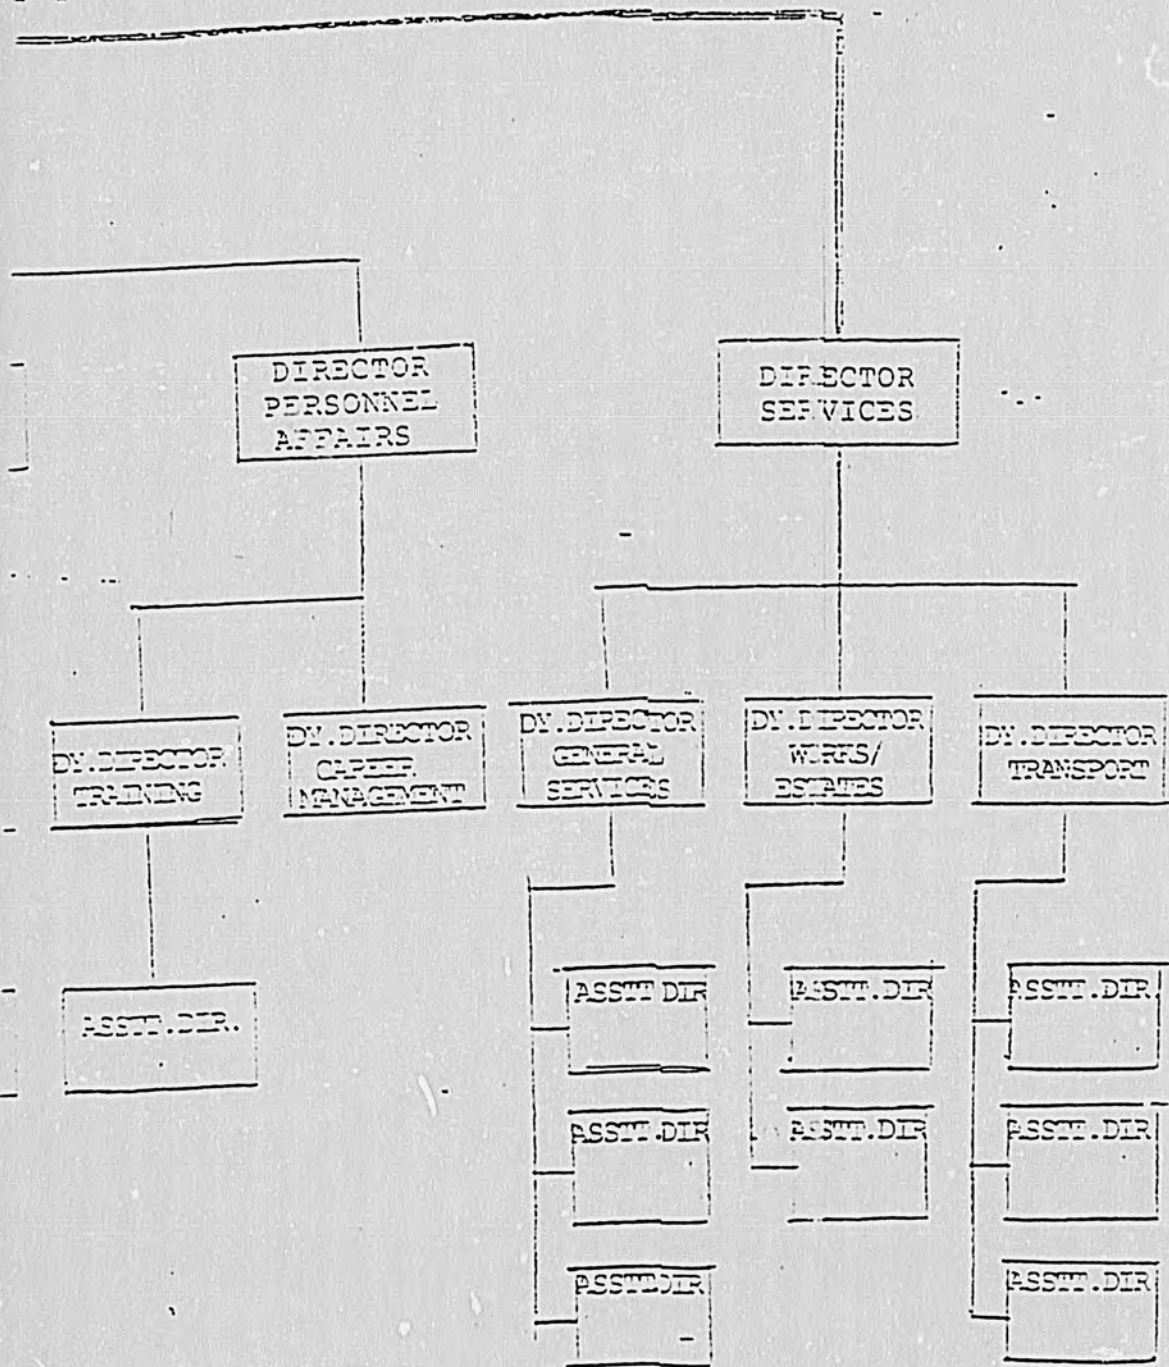 DIRECTOR
PERSONNEL
AFFAIRS
DIRECTOR
SERVICES
DY.DIRECTOR
TRAINING
DY.DIRECTOR
CAREER
MANAGEMENT
DY.DIRECTOR
GENERAL
SERVICES
DY.DIRECTOR
WORKS/
ESTATES
DY.DIRECTOR
TRANSPORT
ASSTT.DIR.
ASSTT DIR
ASSTT.DIR
ASSTT.DIR.
ASSTT.DIR
ASSTT.DIR
ASSTT.DIR
ASSTT.DIR
ASSTT.DIR